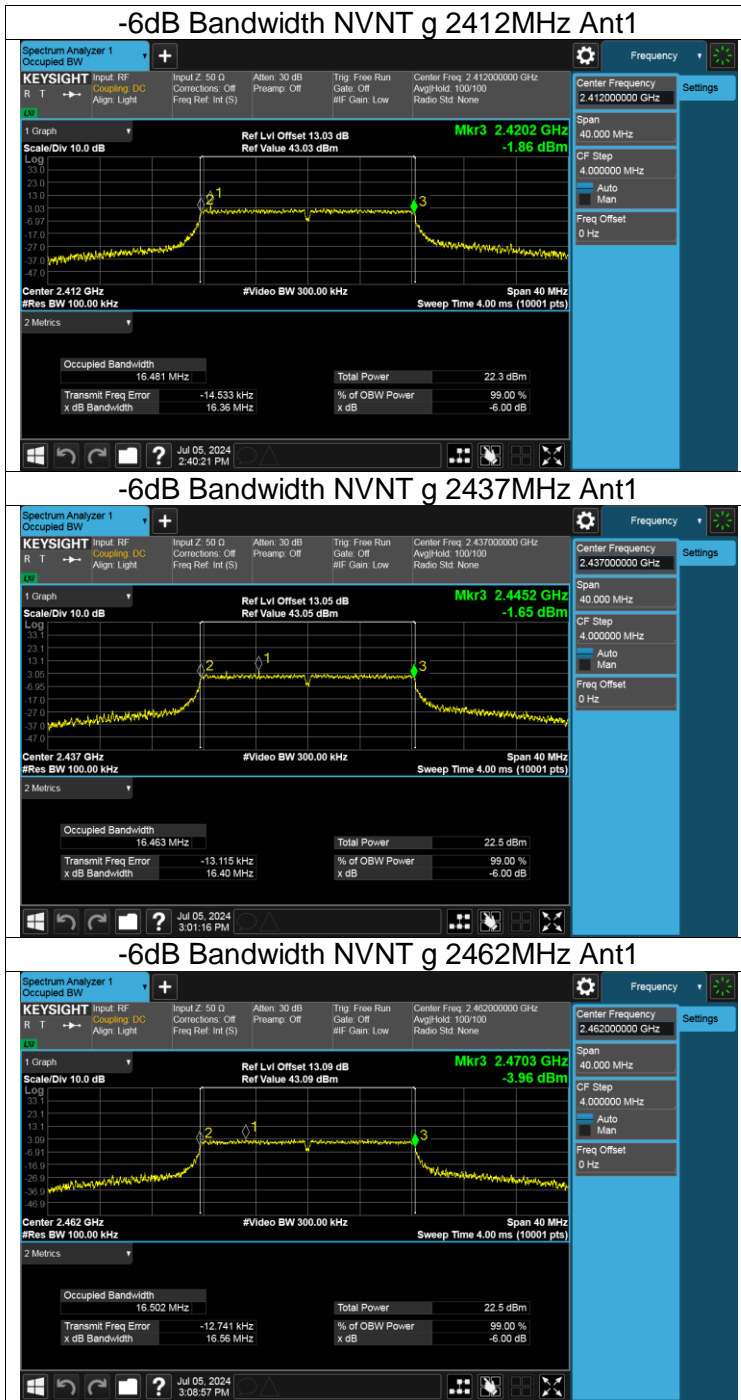 -6dB Bandwidth NVNT g 2412MHz Ant1
Spectrum Analyzer 1
Occupied BW
+
Frequency
KEYSIGHT Input: RF Input Z: 50 Ω Atten: 30 dB Trig: Free Run Center Freq: 2.412000000 GHz
R T Coupling: DC Corrections: Off Preamp: Off Gate: Off Avg|Hold: 100/100
Align: Light Freq Ref: Int (S) #IF Gain: Low Radio Std: None
LXI
Center Frequency
2.412000000 GHz
Settings
Span
40.000 MHz
CF Step
4.000000 MHz
Auto
Man
Freq Offset
0 Hz
1 Graph
Ref Lvl Offset 13.03 dB
Mkr3 2.4202 GHz
Scale/Div 10.0 dB
Ref Value 43.03 dBm
-1.86 dBm
Log
33.0
23.0
13.0
3.03
-6.97
-17.0
-27.0
-37.0
-47.0
2
1
3
Center 2.412 GHz #Video BW 300.00 kHz Span 40 MHz
#Res BW 100.00 kHz Sweep Time 4.00 ms (10001 pts)
2 Metrics
Occupied Bandwidth
16.481 MHz
Total Power 22.3 dBm
Transmit Freq Error -14.533 kHz % of OBW Power 99.00 %
x dB Bandwidth 16.36 MHz x dB -6.00 dB
?
Jul 05, 2024
2:40:21 PM
-6dB Bandwidth NVNT g 2437MHz Ant1
Spectrum Analyzer 1
Occupied BW
+
Frequency
KEYSIGHT Input: RF Input Z: 50 Ω Atten: 30 dB Trig: Free Run Center Freq: 2.437000000 GHz
R T Coupling: DC Corrections: Off Preamp: Off Gate: Off Avg|Hold: 100/100
Align: Light Freq Ref: Int (S) #IF Gain: Low Radio Std: None
LXI
Center Frequency
2.437000000 GHz
Settings
Span
40.000 MHz
CF Step
4.000000 MHz
Auto
Man
Freq Offset
0 Hz
1 Graph
Ref Lvl Offset 13.05 dB
Mkr3 2.4452 GHz
Scale/Div 10.0 dB
Ref Value 43.05 dBm
-1.65 dBm
Log
33.1
23.1
13.1
3.05
-6.95
-17.0
-27.0
-37.0
-47.0
2
1
3
Center 2.437 GHz #Video BW 300.00 kHz Span 40 MHz
#Res BW 100.00 kHz Sweep Time 4.00 ms (10001 pts)
2 Metrics
Occupied Bandwidth
16.463 MHz
Total Power 22.5 dBm
Transmit Freq Error -13.115 kHz % of OBW Power 99.00 %
x dB Bandwidth 16.40 MHz x dB -6.00 dB
?
Jul 05, 2024
3:01:16 PM
-6dB Bandwidth NVNT g 2462MHz Ant1
Spectrum Analyzer 1
Occupied BW
+
Frequency
KEYSIGHT Input: RF Input Z: 50 Ω Atten: 30 dB Trig: Free Run Center Freq: 2.462000000 GHz
R T Coupling: DC Corrections: Off Preamp: Off Gate: Off Avg|Hold: 100/100
Align: Light Freq Ref: Int (S) #IF Gain: Low Radio Std: None
LXI
Center Frequency
2.462000000 GHz
Settings
Span
40.000 MHz
CF Step
4.000000 MHz
Auto
Man
Freq Offset
0 Hz
1 Graph
Ref Lvl Offset 13.09 dB
Mkr3 2.4703 GHz
Scale/Div 10.0 dB
Ref Value 43.09 dBm
-3.96 dBm
Log
33.1
23.1
13.1
3.09
-6.91
-16.9
-26.9
-36.9
-46.9
2
1
3
Center 2.462 GHz #Video BW 300.00 kHz Span 40 MHz
#Res BW 100.00 kHz Sweep Time 4.00 ms (10001 pts)
2 Metrics
Occupied Bandwidth
16.502 MHz
Total Power 22.5 dBm
Transmit Freq Error -12.741 kHz % of OBW Power 99.00 %
x dB Bandwidth 16.56 MHz x dB -6.00 dB
?
Jul 05, 2024
3:08:57 PM